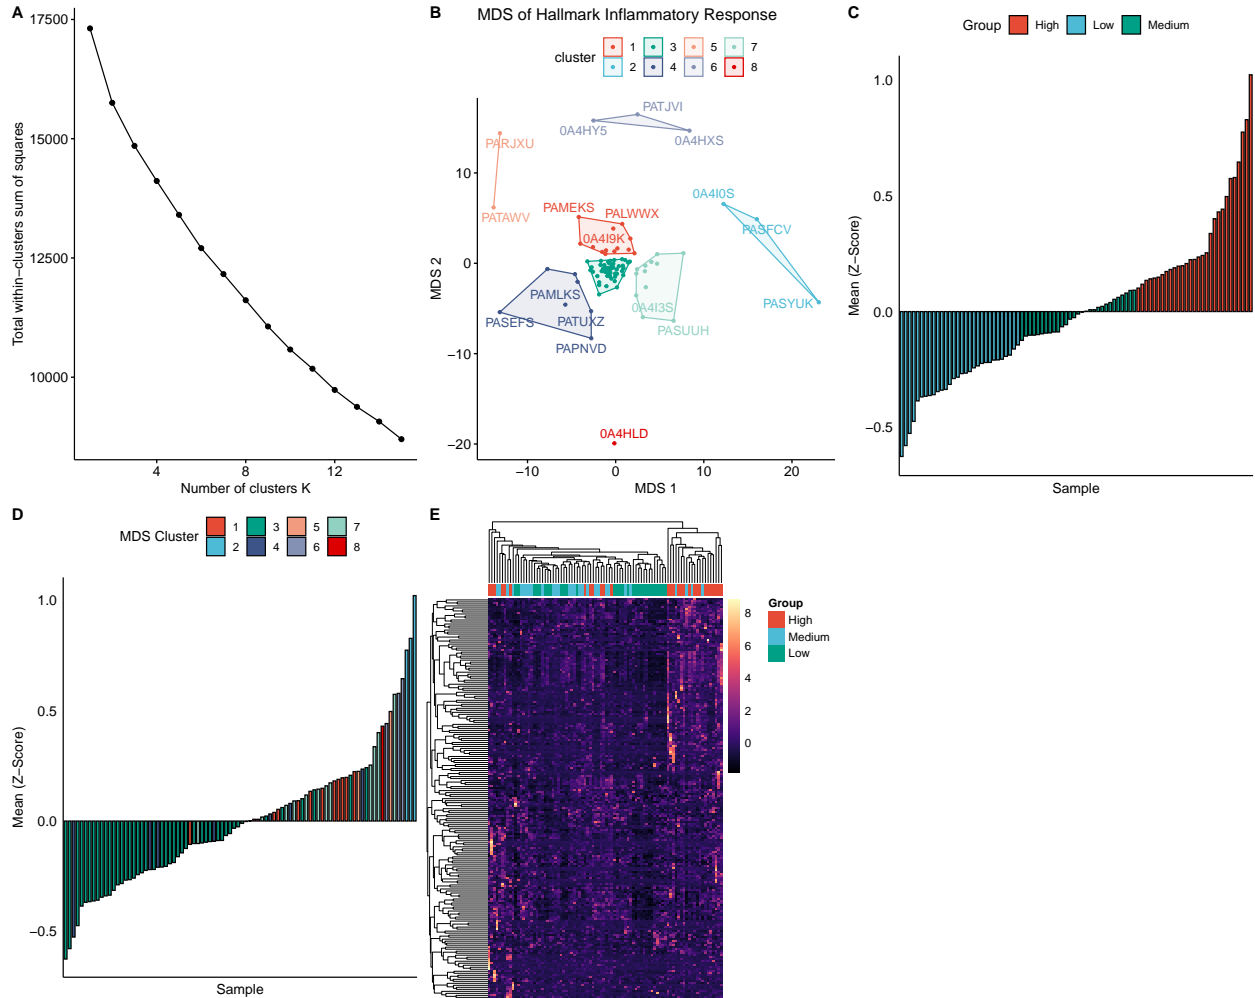 A
17500
15000
12500
10000
Total within−clusters sum of squares
4
8
12
Number of clusters K
B
MDS of Hallmark Inflammatory Response
cluster
1
3
5
7
2
4
6
8
PATJVI
0A4HY5
0A4HXS
PARJXU
PATAWV
0A4I0S
PASFCV
PASYUK
PAMEKS
PALWWX
0A4I9K
PAMLKS
0A4I3S
PASEFS
PATUXZ
PASUUH
PAPNVD
0A4HLD
10
0
−10
−20
MDS 2
−10
0
10
20
MDS 1
C
Group
High
Low
Medium
1.0
0.5
0.0
−0.5
Mean (Z−Score)
Sample
D
MDS Cluster
1
3
5
7
2
4
6
8
1.0
0.5
0.0
−0.5
Mean (Z−Score)
Sample
E
8
6
4
2
0
Group
High
Medium
Low